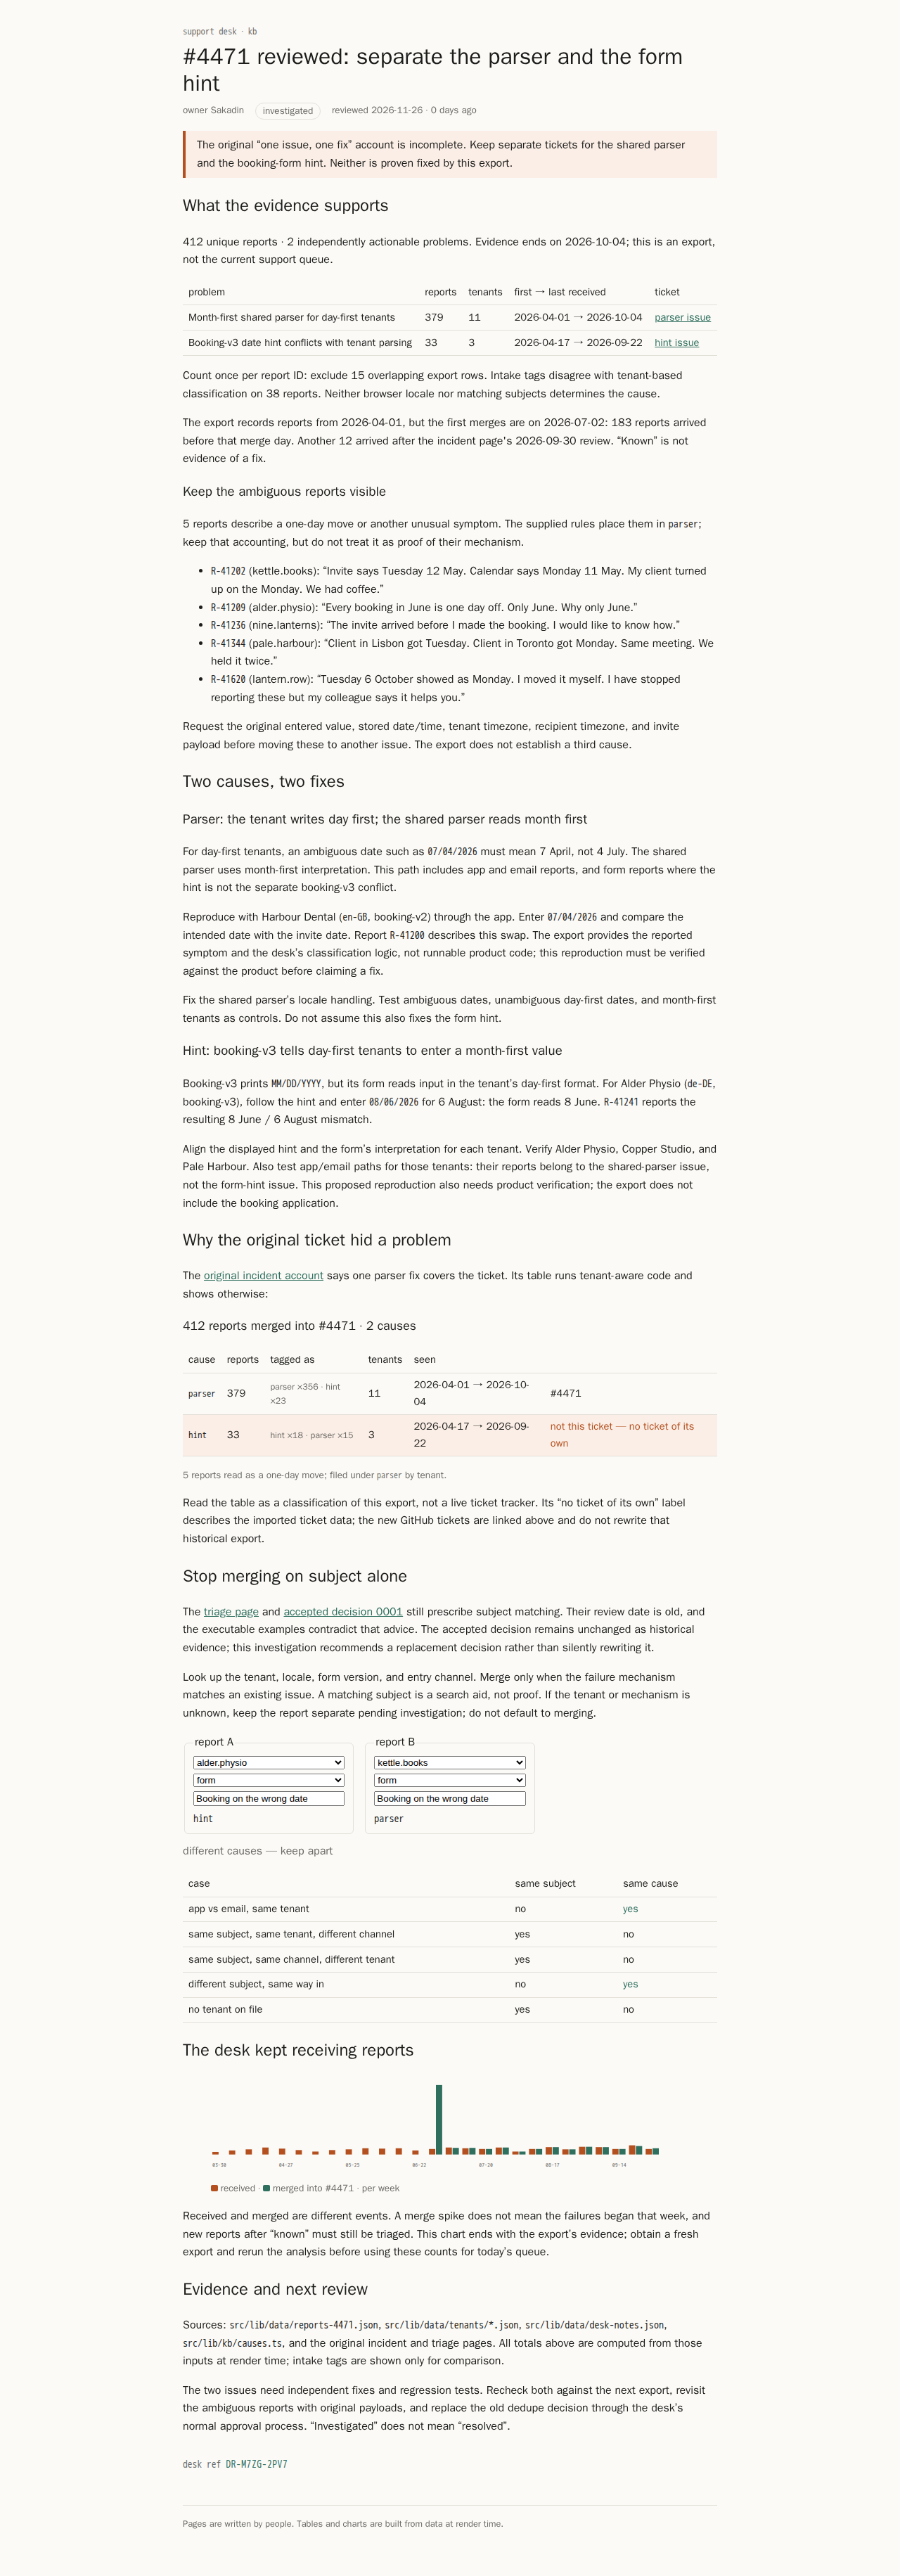 support desk · kb
#4471 reviewed: separate the parser and the form
hint
owner Sakadin investigated reviewed 2026-11-26 · 0 days ago
The original “one issue, one fix” account is incomplete. Keep separate tickets for the shared parser
and the booking-form hint. Neither is proven fixed by this export.
What the evidence supports
412 unique reports · 2 independently actionable problems. Evidence ends on 2026-10-04; this is an export,
not the current support queue.
problem reports tenants first → last received ticket
Month-first shared parser for day-first tenants 379 11 2026-04-01 → 2026-10-04 parser issue
Booking-v3 date hint conflicts with tenant parsing 33 3 2026-04-17 → 2026-09-22 hint issue
Count once per report ID: exclude 15 overlapping export rows. Intake tags disagree with tenant-based
classification on 38 reports. Neither browser locale nor matching subjects determines the cause.
The export records reports from 2026-04-01, but the first merges are on 2026-07-02: 183 reports arrived
before that merge day. Another 12 arrived after the incident page's 2026-09-30 review. “Known” is not
evidence of a fix.
Keep the ambiguous reports visible
5 reports describe a one-day move or another unusual symptom. The supplied rules place them in parser;
keep that accounting, but do not treat it as proof of their mechanism.
• R-41202 (kettle.books): “Invite says Tuesday 12 May. Calendar says Monday 11 May. My client turned
up on the Monday. We had coffee.”
• R-41209 (alder.physio): “Every booking in June is one day off. Only June. Why only June.”
• R-41236 (nine.lanterns): “The invite arrived before I made the booking. I would like to know how.”
• R-41344 (pale.harbour): “Client in Lisbon got Tuesday. Client in Toronto got Monday. Same meeting. We
held it twice.”
• R-41620 (lantern.row): “Tuesday 6 October showed as Monday. I moved it myself. I have stopped
reporting these but my colleague says it helps you.”
Request the original entered value, stored date/time, tenant timezone, recipient timezone, and invite
payload before moving these to another issue. The export does not establish a third cause.
Two causes, two fixes
Parser: the tenant writes day first; the shared parser reads month first
For day-first tenants, an ambiguous date such as 07/04/2026 must mean 7 April, not 4 July. The shared
parser uses month-first interpretation. This path includes app and email reports, and form reports where the
hint is not the separate booking-v3 conflict.
Reproduce with Harbour Dental (en-GB, booking-v2) through the app. Enter 07/04/2026 and compare the
intended date with the invite date. Report R-41200 describes this swap. The export provides the reported
symptom and the desk’s classification logic, not runnable product code; this reproduction must be verified
against the product before claiming a fix.
Fix the shared parser’s locale handling. Test ambiguous dates, unambiguous day-first dates, and month-first
tenants as controls. Do not assume this also fixes the form hint.
Hint: booking-v3 tells day-first tenants to enter a month-first value
Booking-v3 prints MM/DD/YYYY, but its form reads input in the tenant’s day-first format. For Alder Physio (de-DE,
booking-v3), follow the hint and enter 08/06/2026 for 6 August: the form reads 8 June. R-41241 reports the
resulting 8 June / 6 August mismatch.
Align the displayed hint and the form’s interpretation for each tenant. Verify Alder Physio, Copper Studio, and
Pale Harbour. Also test app/email paths for those tenants: their reports belong to the shared-parser issue,
not the form-hint issue. This proposed reproduction also needs product verification; the export does not
include the booking application.
Why the original ticket hid a problem
The original incident account says one parser fix covers the ticket. Its table runs tenant-aware code and
shows otherwise:
412 reports merged into #4471 · 2 causes
cause reports tagged as tenants seen
parser 379 parser ×356 · hint ×23 11 2026-04-01 → 2026-10-04 #4471
hint 33 hint ×18 · parser ×15 3 2026-04-17 → 2026-09-22 not this ticket — no ticket of its own
5 reports read as a one-day move; filed under parser by tenant.
Read the table as a classification of this export, not a live ticket tracker. Its “no ticket of its own” label
describes the imported ticket data; the new GitHub tickets are linked above and do not rewrite that
historical export.
Stop merging on subject alone
The triage page and accepted decision 0001 still prescribe subject matching. Their review date is old, and
the executable examples contradict that advice. The accepted decision remains unchanged as historical
evidence; this investigation recommends a replacement decision rather than silently rewriting it.
Look up the tenant, locale, form version, and entry channel. Merge only when the failure mechanism
matches an existing issue. A matching subject is a search aid, not proof. If the tenant or mechanism is
unknown, keep the report separate pending investigation; do not default to merging.
report A
alder.physio
form
Booking on the wrong date
hint
report B
kettle.books
form
Booking on the wrong date
parser
different causes — keep apart
case same subject same cause
app vs email, same tenant no yes
same subject, same tenant, different channel yes no
same subject, same channel, different tenant yes no
different subject, same way in no yes
no tenant on file yes no
The desk kept receiving reports
03-30 04-27 05-25 06-22 07-20 08-17 09-14
received · merged into #4471 · per week
Received and merged are different events. A merge spike does not mean the failures began that week, and
new reports after “known” must still be triaged. This chart ends with the export’s evidence; obtain a fresh
export and rerun the analysis before using these counts for today’s queue.
Evidence and next review
Sources: src/lib/data/reports-4471.json, src/lib/data/tenants/*.json, src/lib/data/desk-notes.json,
src/lib/kb/causes.ts, and the original incident and triage pages. All totals above are computed from those
inputs at render time; intake tags are shown only for comparison.
The two issues need independent fixes and regression tests. Recheck both against the next export, revisit
the ambiguous reports with original payloads, and replace the old dedupe decision through the desk’s
normal approval process. “Investigated” does not mean “resolved”.
desk ref DR-M7ZG-2PV7
Pages are written by people. Tables and charts are built from data at render time.